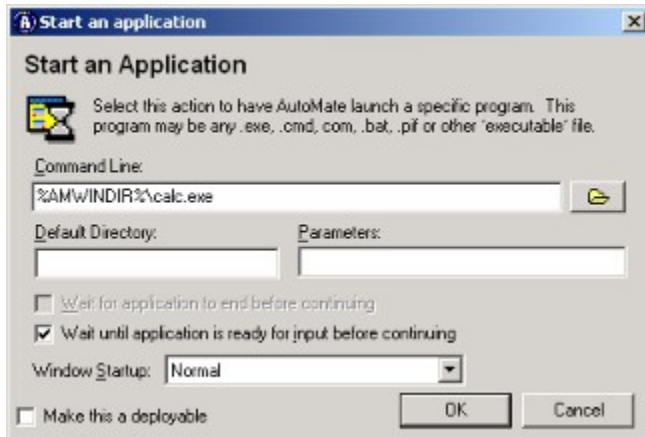 Start an application
Start an Application
Select this action to have AutoMate launch a specific program. This
program may be any .exe, .cmd, com, .bat, .pif or other 'executable' file.
Command Line:
%AMWINDIR%\calc.exe
Default Directory:
Parameters:
Wait for application to end before continuing
Wait until application is ready for input before continuing
Window Startup:
Normal
Make this a deployable
OK
Cancel